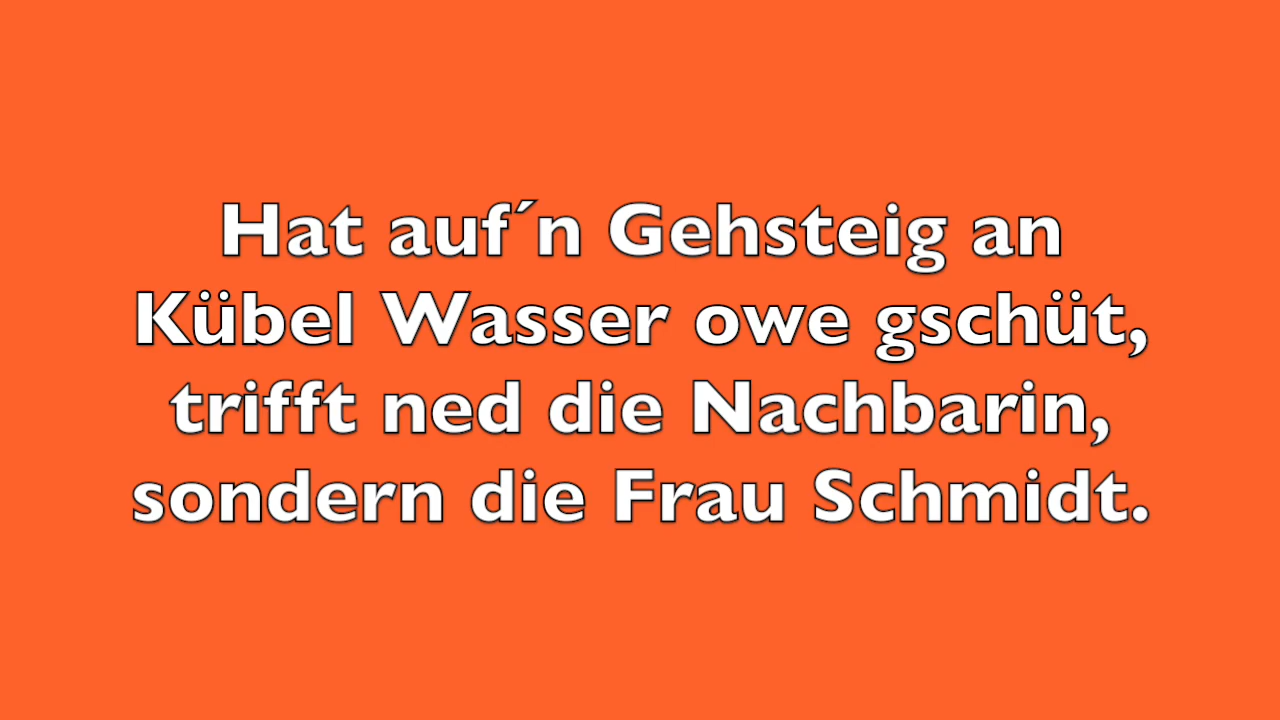 Hat auf´n Gehsteig an
Kübel Wasser owe gschüt,
trifft ned die Nachbarin,
sondern die Frau Schmidt.